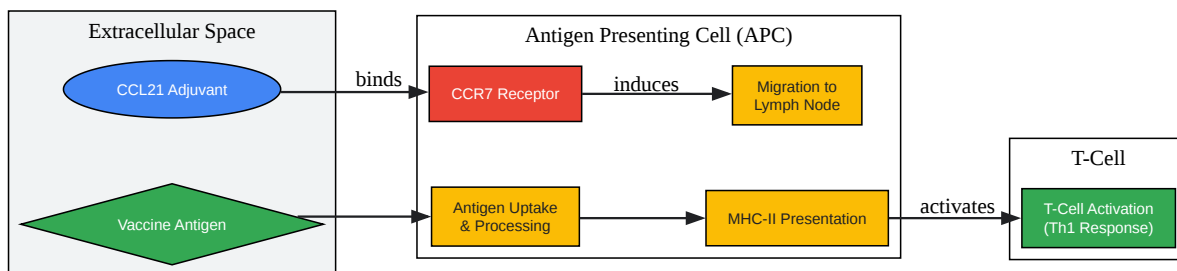 Extracellular Space
Antigen Presenting Cell (APC)
CCL21 Adjuvant
binds
CCR7 Receptor
induces
Migration to
Lymph Node
T-Cell
Vaccine Antigen
Antigen Uptake
& Processing
MHC-II Presentation
activates
T-Cell Activation
(Th1 Response)